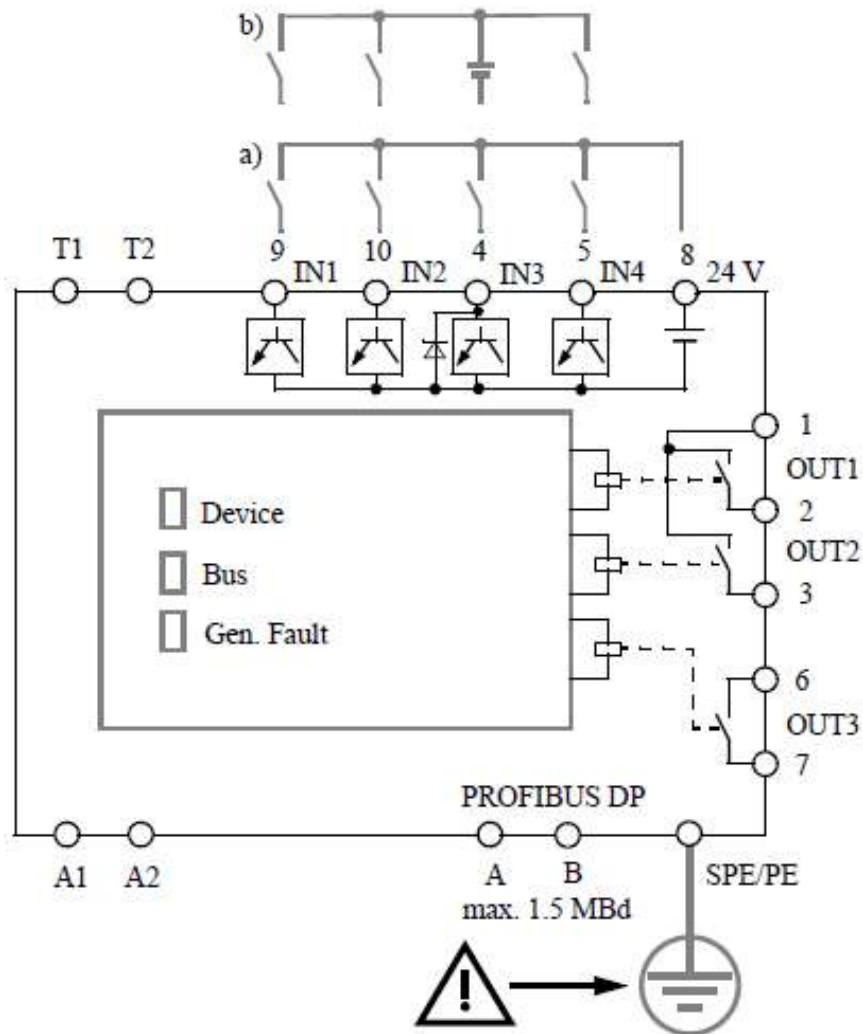 b)
a)
T1 T2 9 10 4 5 8
IN1 IN2 IN3 IN4 24 V
1
OUT1
2
OUT2
3
Device
Bus
Gen. Fault
6
OUT3
7
PROFIBUS DP
A1 A2 A B SPE/PE
max. 1.5 MBd
!